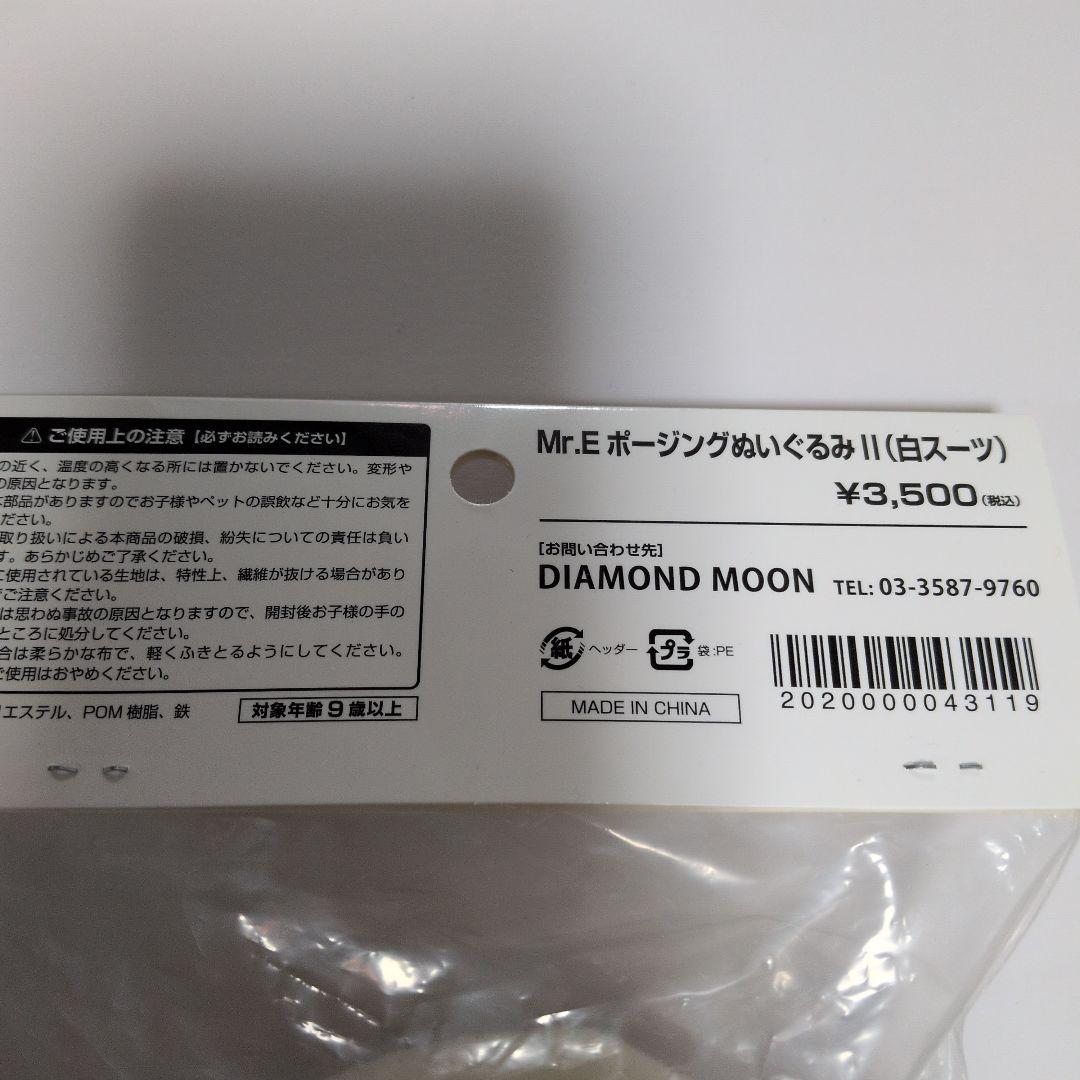 ⚠ ご使用上の注意【必ずお読みください】
の近く、温度の高くなる所には置かないでください。変形や
の原因となります。
部品がありますのでお子様やペットの誤飲など十分にお気を
ださい。
取り扱いによる本商品の破損、紛失についての責任は負い
す。あらかじめご了承ください。
に使用されている生地は、特性上、繊維が抜ける場合があり
ご注意ください。
は思わぬ事故の原因となりますので、開封後お子様の手の
ところに処分してください。
合は柔らかな布で、軽くふきとるようにしてください。
ご使用はおやめください。
エステル、POM樹脂、鉄
対象年齢9歳以上
Mr.E ポージングぬいぐるみⅡ(白スーツ)
¥3,500(税込)
[お問い合わせ先]
DIAMOND MOON TEL: 03-3587-9760
紙 ヘッダー プラ 袋:PE
MADE IN CHINA
2020000043119